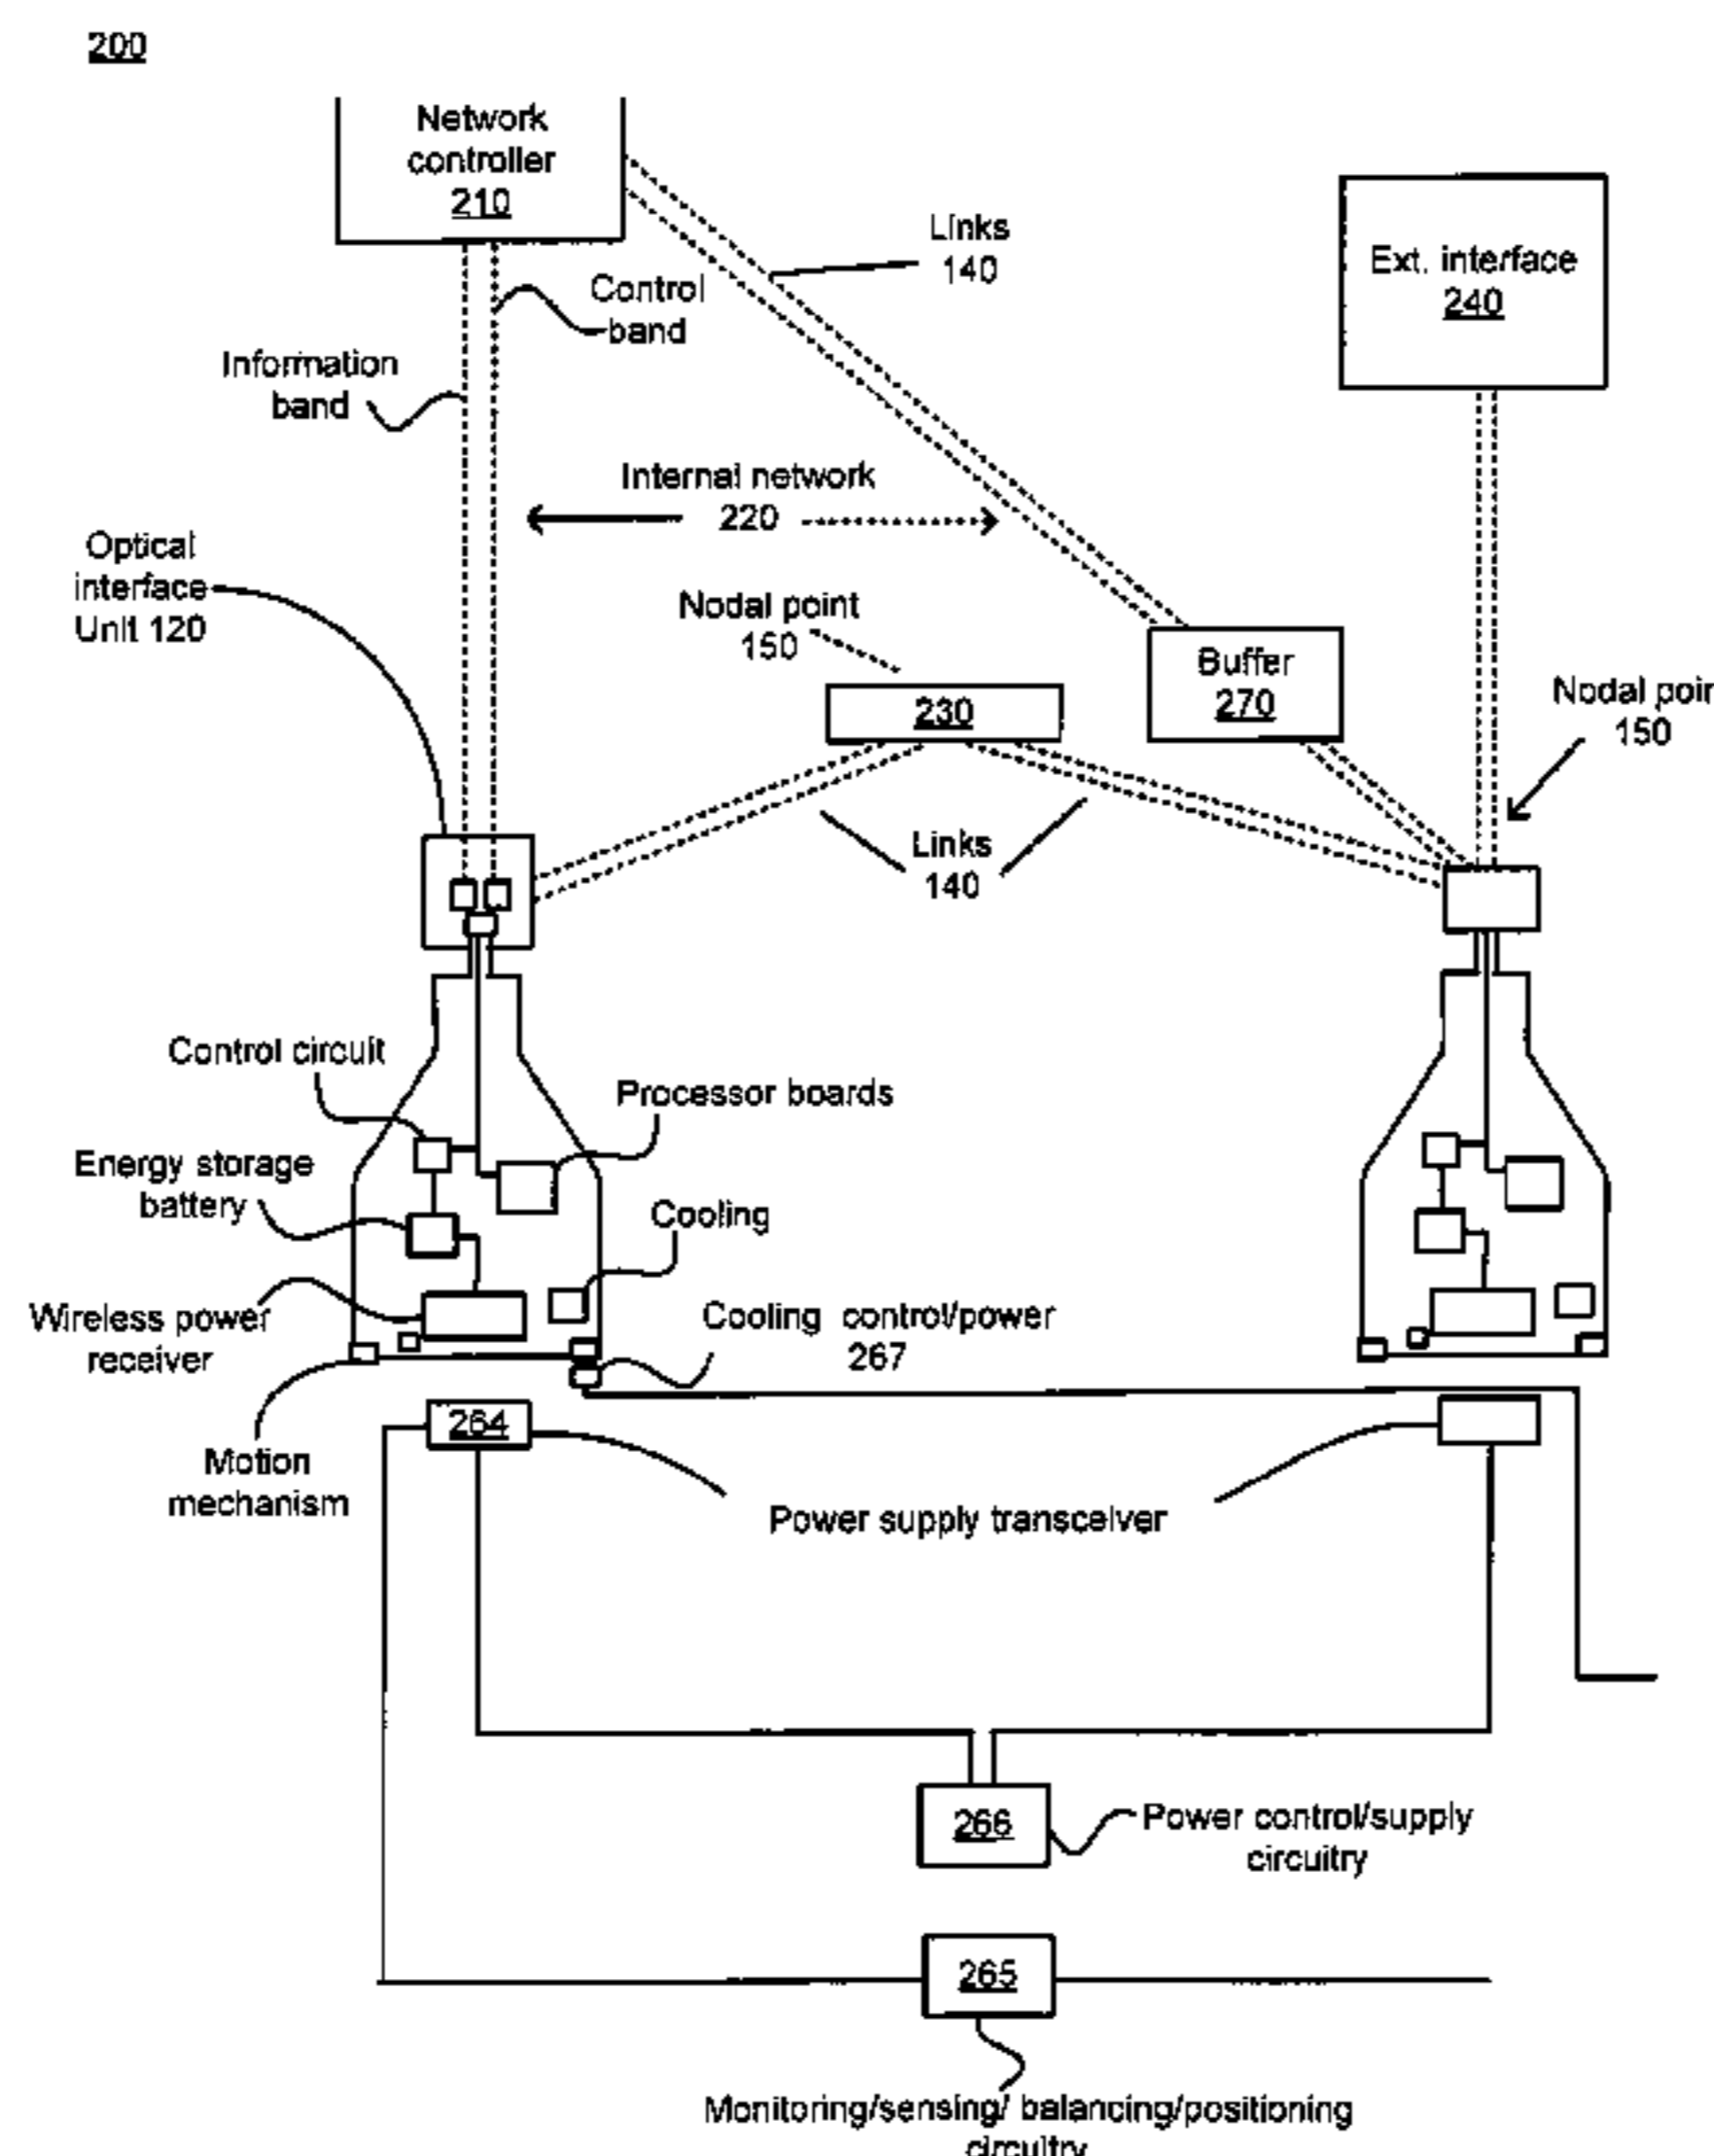 200
Network
controller
210
Links
140
Ext. interface
240
Control
band
Information
band
Internal network
220
Optical
interface
Unit 120
Nodal point
150
Buffer
270
230
Nodal poin
150
Links
140
Control circuit
Processor boards
Energy storage
battery
Cooling
Wireless power
receiver
Cooling control/power
267
264
Motion
mechanism
Power supply transceiver
266
Power control/supply
circuitry
265
Monitoring/sensing/ balancing/positioning
circuitry